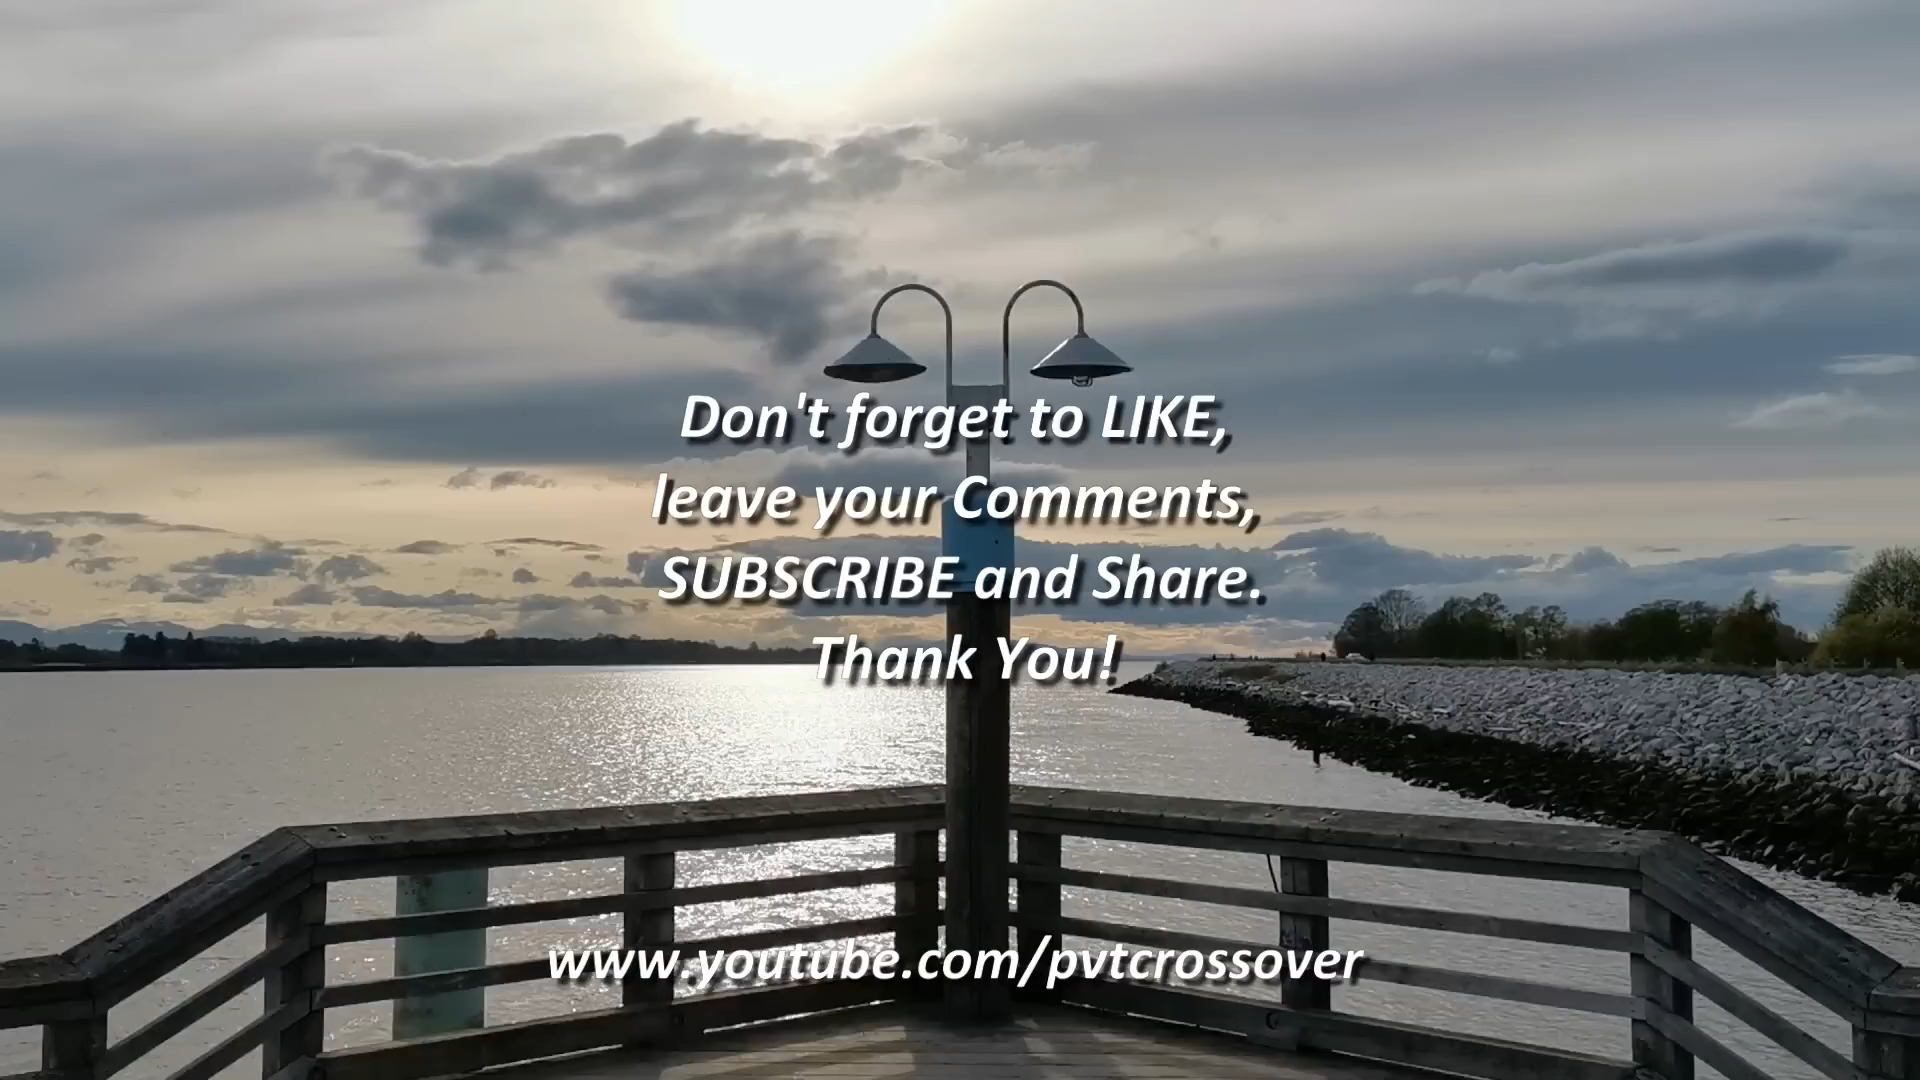 Don't forget to LIKE,
leave your Comments,
SUBSCRIBE and Share.
Thank You!
www.youtube.com/pvtcrossover